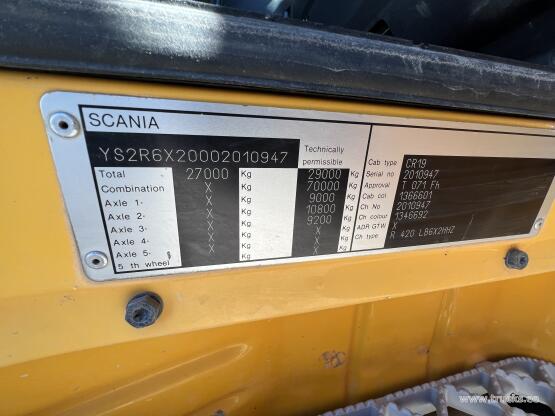 SCANIA
YS2R6X20002010947
Technically
permissible
Total 27000 Kg 29000 Kg
Combination X Kg 70000 Kg
Axle 1- X Kg 9000 Kg
Axle 2- X Kg 10800 Kg
Axle 3- X Kg 9200 Kg
Axle 4- X Kg X Kg
Axle 5- X Kg X Kg
5 th wheel X Kg X Kg
Cab type CR19
Serial no 2010947
Approval T 071 Fh
Cab col 1366601
Ch No 2010947
Ch colour 1346692
ADR GTW X
Ch type R 420 LB6X2HHZ
www.trucks.ee